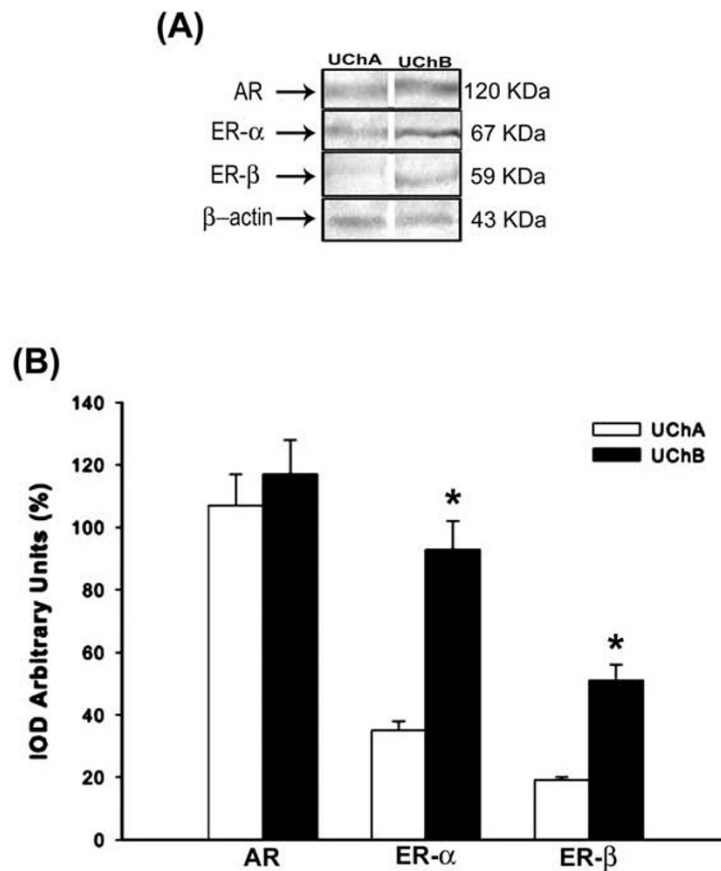 (A)
UChA UChB
AR 120 KDa
ER-α 67 KDa
ER-β 59 KDa
β–actin 43 KDa
(B)
IOD Arbitrary Units (%)
140
120
100
80
60
40
20
0
UChA
UChB
*
*
AR ER-α ER-β